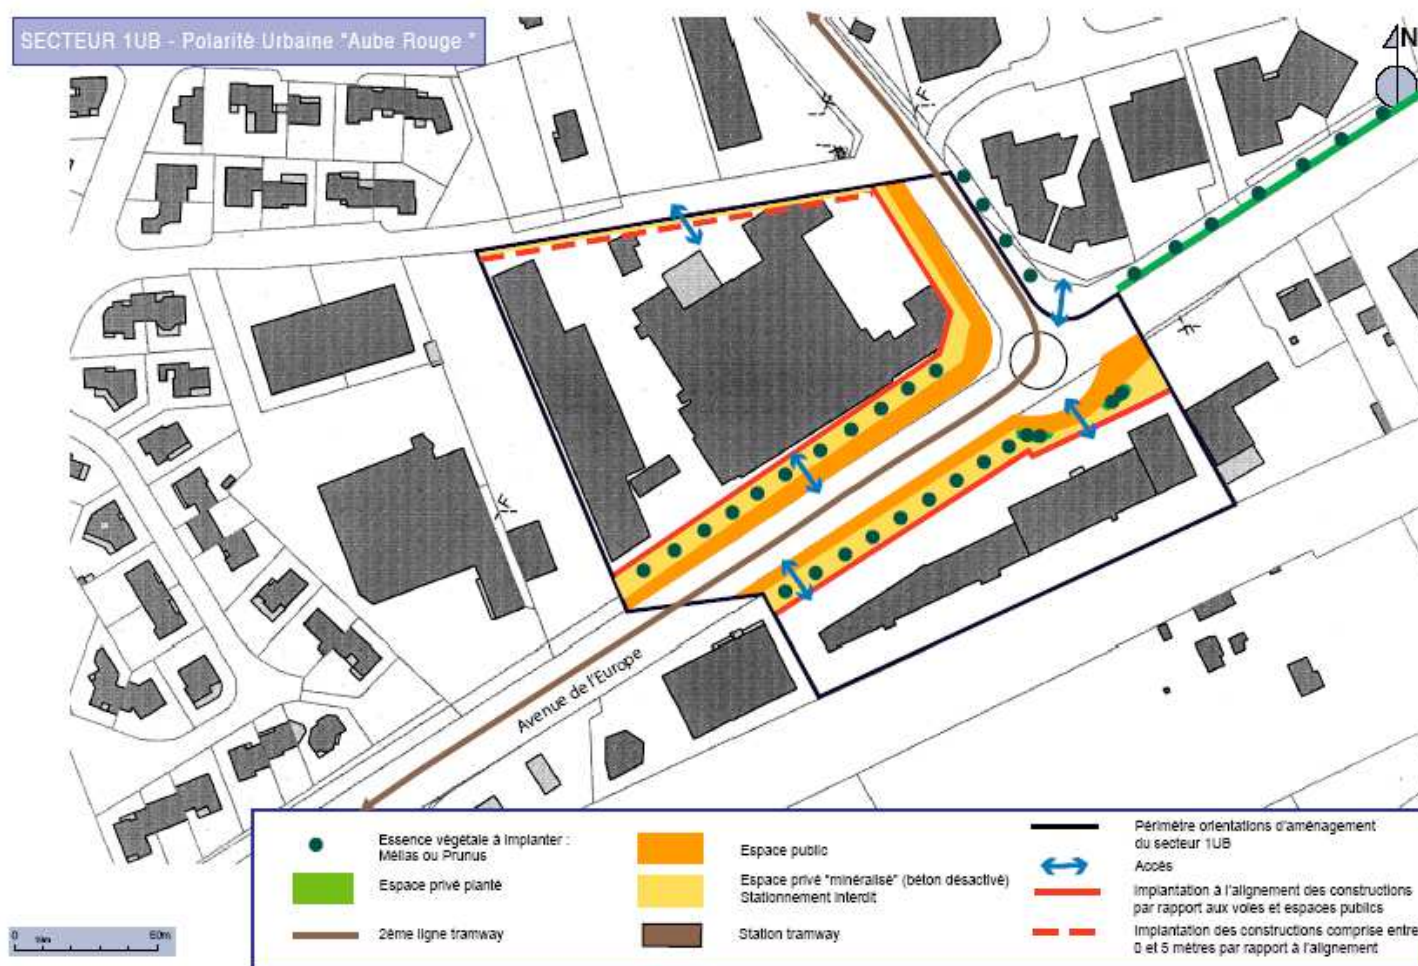 SECTEUR 1UB - Polarité Urbaine "Aube Rouge "
N
Avenue de l'Europe
Essence végétale à implanter :
Mélias ou Prunus
Espace privé planté
2ème ligne tramway
Espace public
Espace privé "minéralisé" (béton désactivé)
Stationnement interdit
Station tramway
Périmètre orientations d'aménagement
du secteur 1UB
Accès
Implantation à l'alignement des constructions
par rapport aux voies et espaces publics
Implantation des constructions comprise entre
0 et 5 mètres par rapport à l'alignement
0